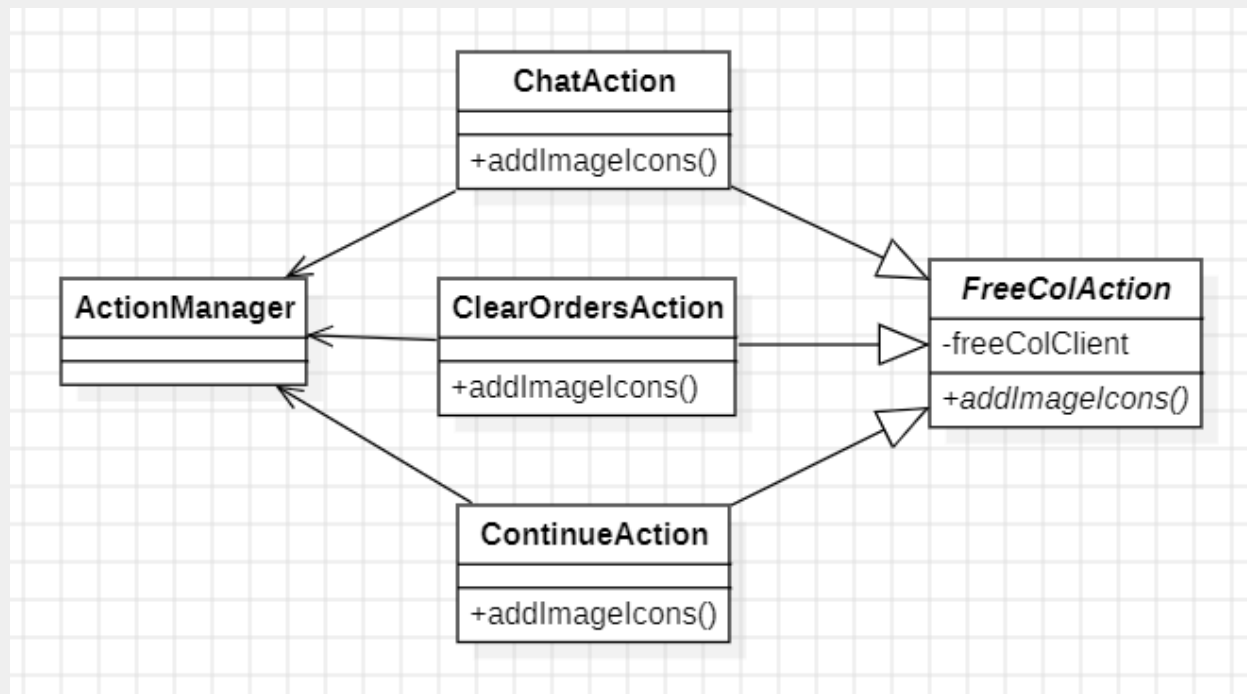 ChatAction
+addImageIcons()
ActionManager
ClearOrdersAction
+addImageIcons()
FreeColAction
-freeColClient
+addImageIcons()
ContinueAction
+addImageIcons()